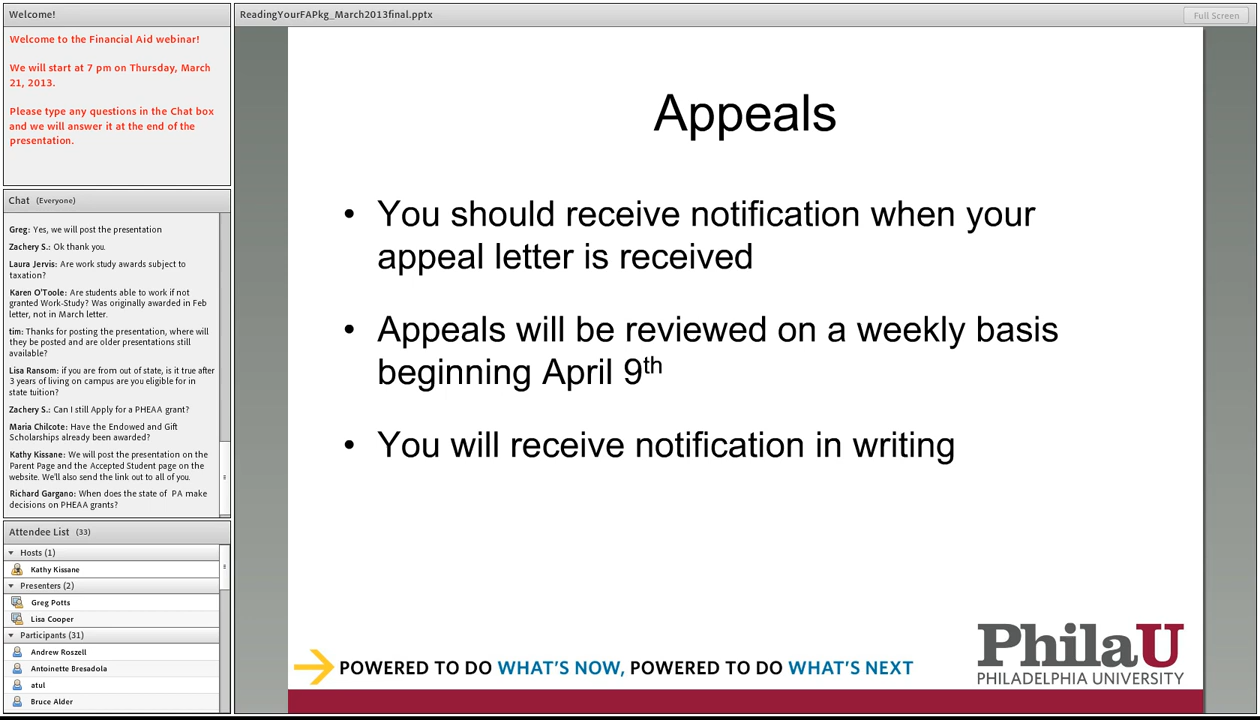 Welcome!
Welcome to the Financial Aid webinar!
We will start at 7 pm on Thursday, March
21, 2013.
Please type any questions in the Chat box
and we will answer it at the end of the
presentation.
Chat (Everyone)
Greg: Yes, we will post the presentation
Zachery S.: Ok thank you.
Laura Jervis: Are work study awards subject to
taxation?
Karen O'Toole: Are students able to work if not
granted Work-Study? Was originally awarded in Feb
letter, not in March letter.
tim: Thanks for posting the presentation, where will
they be posted and are older presentations still
available?
Lisa Ransom: if you are from out of state, is it true after
3 years of living on campus are you eligible for in
state tuition?
Zachery S.: Can I still Apply for a PHEAA grant?
Maria Chilcote: Have the Endowed and Gift
Scholarships already been awarded?
Kathy Kissane: We will post the presentation on the
Parent Page and the Accepted Student page on the
website. We'll also send the link out to all of you.
Richard Gargano: When does the state of PA make
decisions on PHEAA grants?
Attendee List (33)
Hosts (1)
Kathy Kissane
Presenters (2)
Greg Potts
Lisa Cooper
Participants (31)
Andrew Roszell
Antoinette Bresadola
atul
Bruce Alder
ReadingYourFAPkg_March2013final.pptx
Full Screen
Appeals
• You should receive notification when your
appeal letter is received
• Appeals will be reviewed on a weekly basis
beginning April 9th
• You will receive notification in writing
POWERED TO DO WHAT'S NOW, POWERED TO DO WHAT'S NEXT
PhilaU
PHILADELPHIA UNIVERSITY